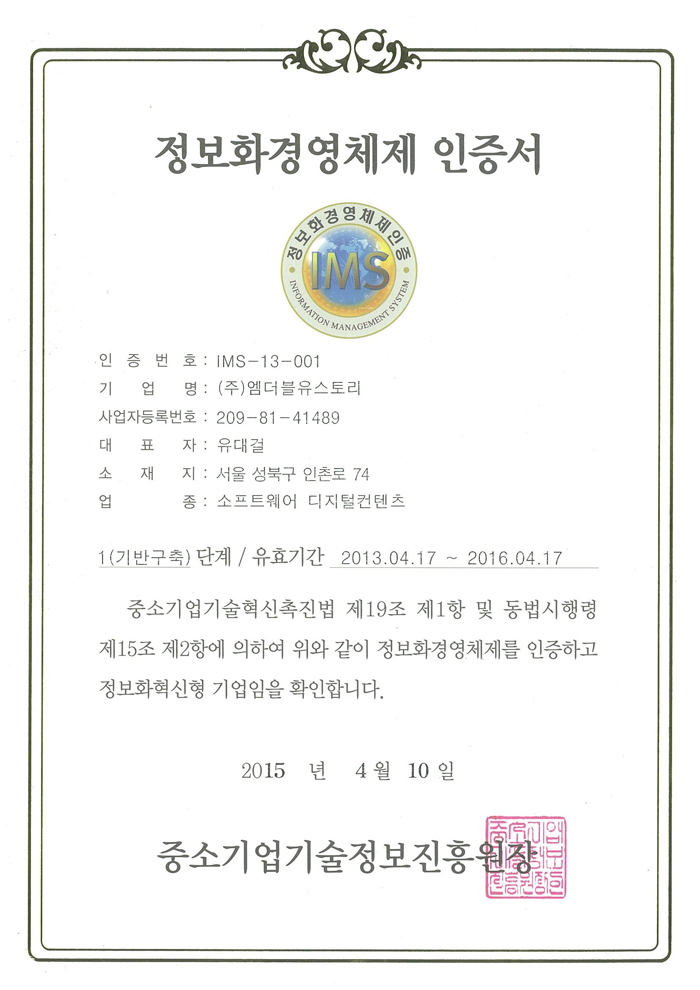 정보화경영체제 인증서
정보화경영체제인증
IMS
INFORMATION MANAGEMENT SYSTEM
인 증 번 호 : IMS-13-001
기 업 명 : (주)엠더블유스토리
사업자등록번호 : 209-81-41489
대 표 자 : 유대걸
소 재 지 : 서울 성북구 인촌로 74
업 종 : 소프트웨어 디지털컨텐츠
1(기반구축) 단계 / 유효기간 2013.04.17 ~ 2016.04.17
중소기업기술혁신촉진법 제19조 제1항 및 동법시행령
제15조 제2항에 의하여 위와 같이 정보화경영체제를 인증하고
정보화혁신형 기업임을 확인합니다.
2015 년 4월 10일
중소기업기술정보진흥원장